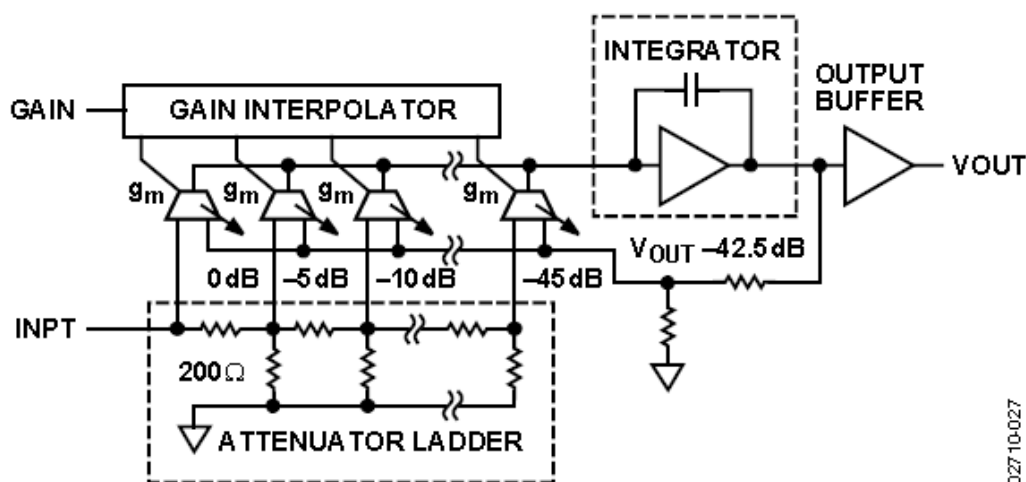 INTEGRATOR
OUTPUT
BUFFER
GAIN
GAIN INTERPOLATOR
VOUT
gm
gm
gm
gm
VOUT –42.5 dB
0 dB
–5 dB
–10 dB
–45 dB
INPT
200Ω
ATTENUATOR LADDER
02710-027